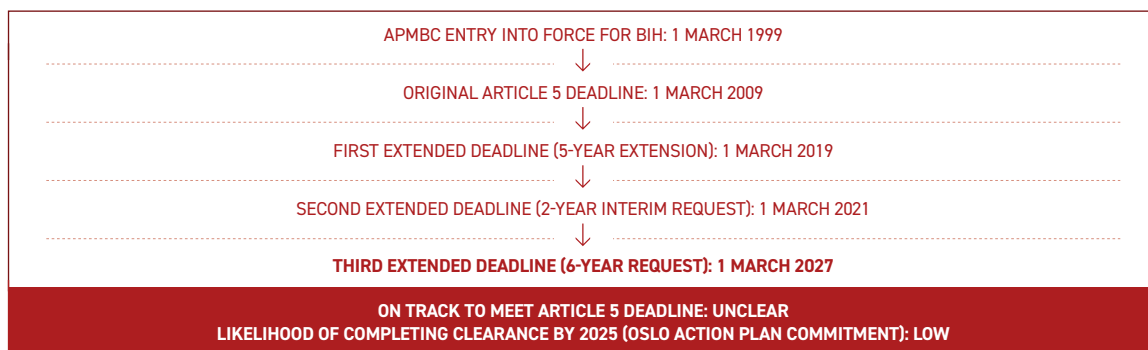 APMBC ENTRY INTO FORCE FOR BIH: 1 MARCH 1999
ORIGINAL ARTICLE 5 DEADLINE: 1 MARCH 2009
FIRST EXTENDED DEADLINE (5-YEAR EXTENSION): 1 MARCH 2019
SECOND EXTENDED DEADLINE (2-YEAR INTERIM REQUEST): 1 MARCH 2021
THIRD EXTENDED DEADLINE (6-YEAR REQUEST): 1 MARCH 2027
ON TRACK TO MEET ARTICLE 5 DEADLINE: UNCLEAR
LIKELIHOOD OF COMPLETING CLEARANCE BY 2025 (OSLO ACTION PLAN COMMITMENT): LOW